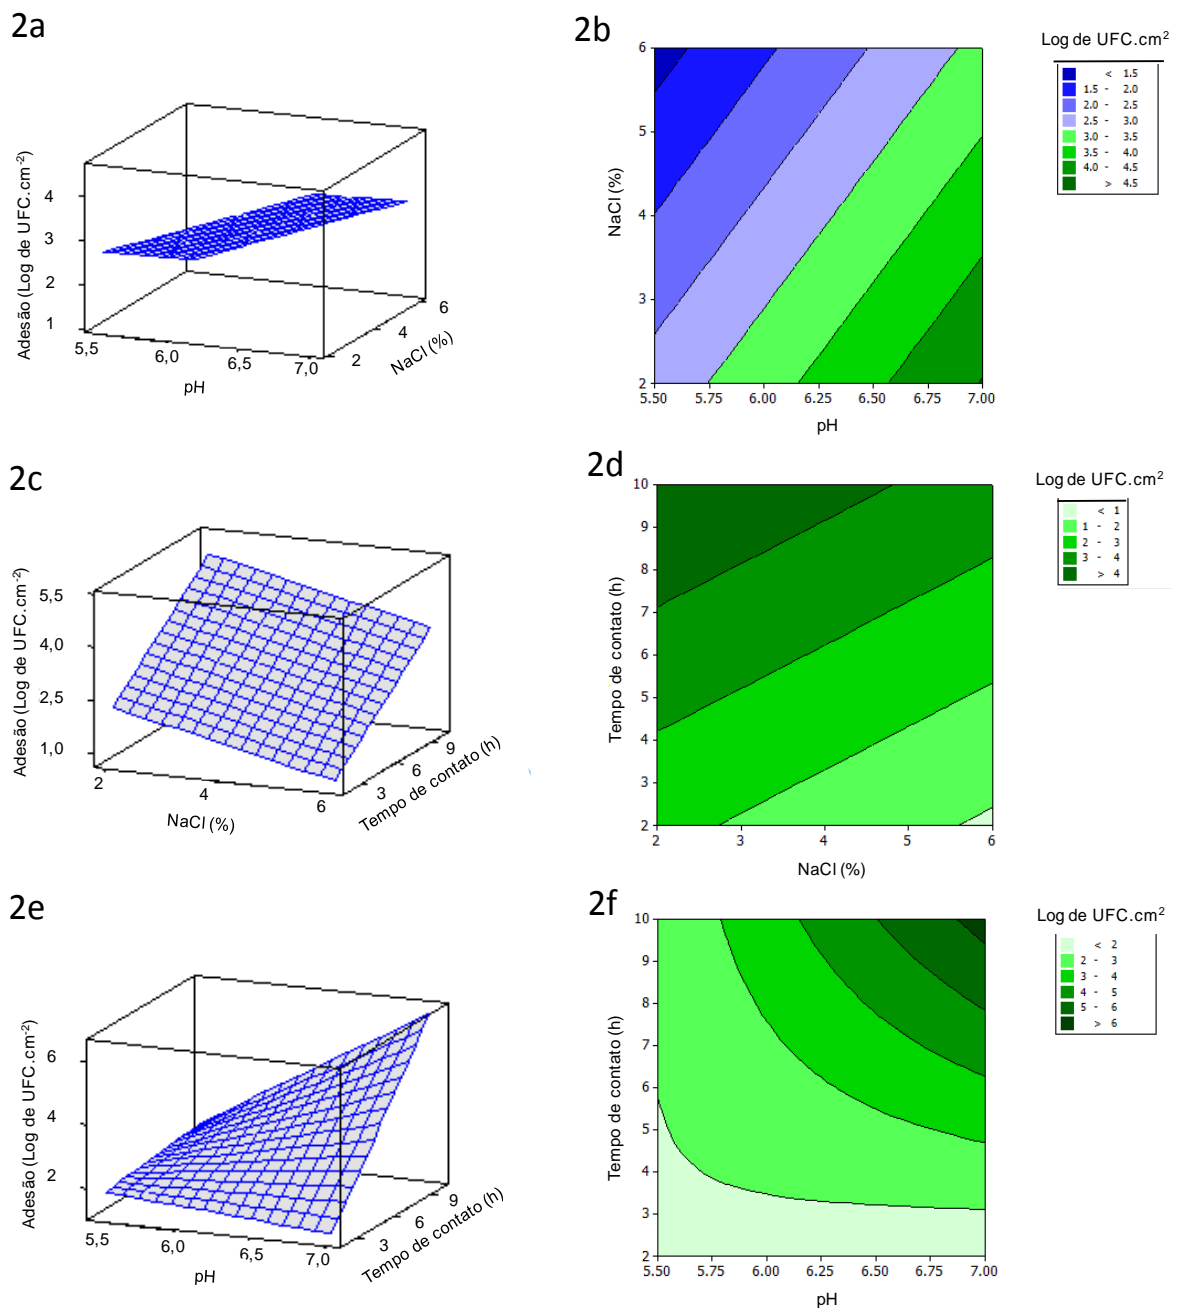 2a
Adesão (Log de UFC.cm-2)
4
3
2
1
5,5
6,0
6,5
7,0
pH
2
4
6
NaCl (%)
2b
Log de UFC.cm2
< 1.5
1.5 - 2.0
2.0 - 2.5
2.5 - 3.0
3.0 - 3.5
3.5 - 4.0
4.0 - 4.5
> 4.5
NaCl (%)
6
5
4
3
2
5.50 5.75 6.00 6.25 6.50 6.75 7.00
pH
2c
Adesão (Log de UFC.cm-2)
5,5
4,0
2,5
1,0
2
4
6
NaCl (%)
3
6
9
Tempo de contato (h)
2d
Log de UFC.cm2
< 1
1 - 2
2 - 3
3 - 4
> 4
Tempo de contato (h)
10
9
8
7
6
5
4
3
2
2 3 4 5 6
NaCl (%)
2e
Adesão (Log de UFC.cm-2)
6
4
2
5,5
6,0
6,5
7,0
pH
3
6
9
Tempo de contato (h)
2f
Log de UFC.cm2
< 2
2 - 3
3 - 4
4 - 5
5 - 6
> 6
Tempo de contato (h)
10
9
8
7
6
5
4
3
2
5.50 5.75 6.00 6.25 6.50 6.75 7.00
pH